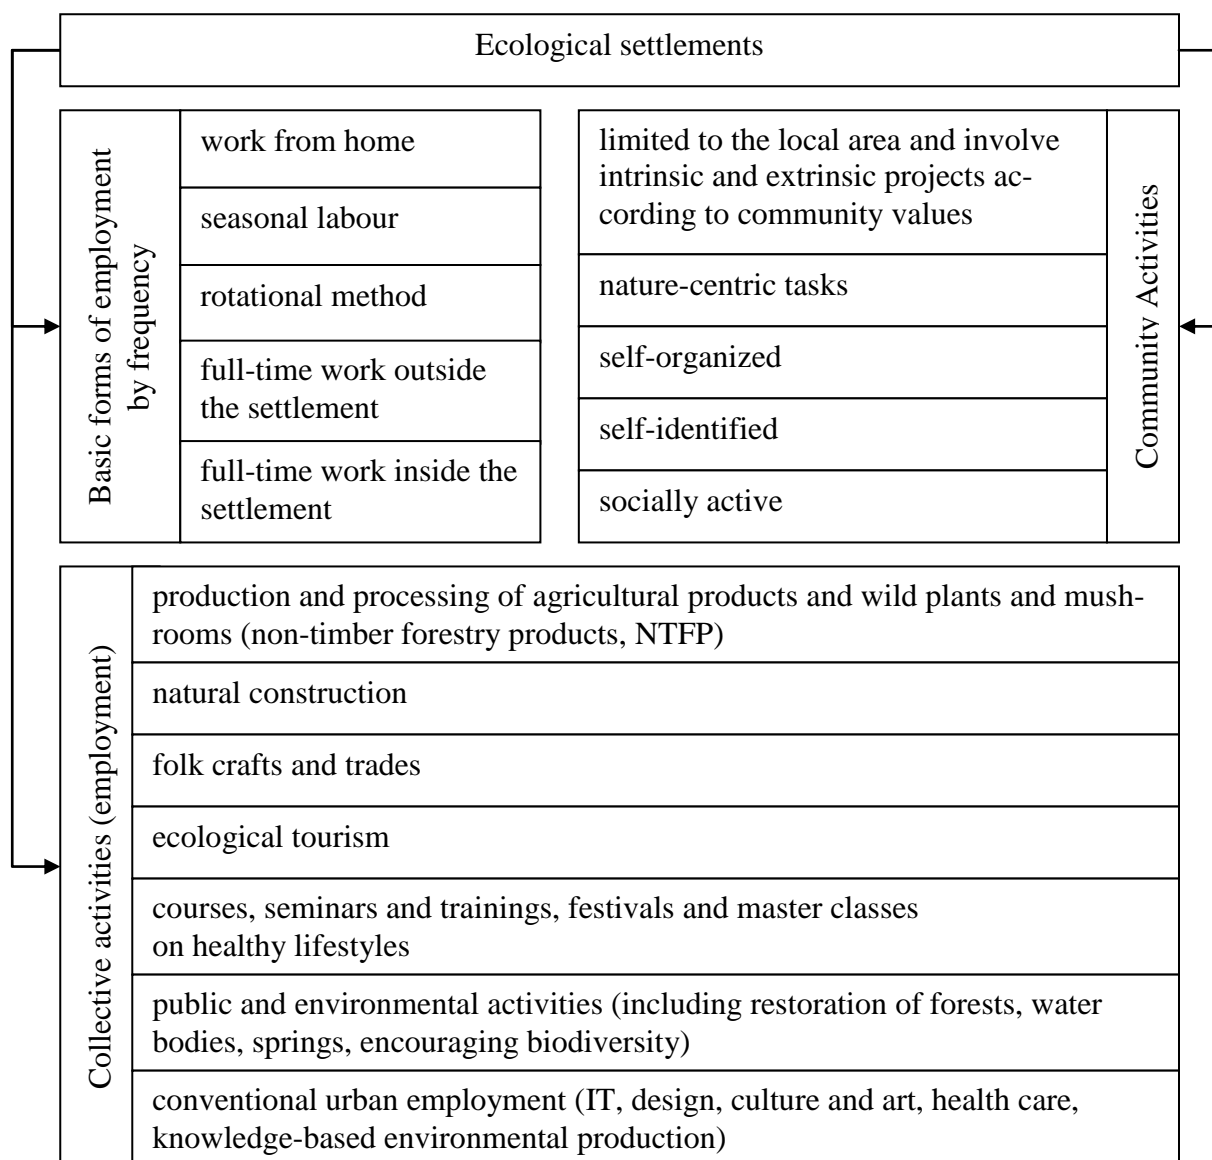 Ecological settlements
Basic forms of employment
by frequency
work from home
seasonal labour
rotational method
full-time work outside
the settlement
full-time work inside the
settlement
limited to the local area and involve
intrinsic and extrinsic projects ac-
cording to community values
nature-centric tasks
self-organized
self-identified
socially active
Community Activities
Collective activities (employment)
production and processing of agricultural products and wild plants and mush-
rooms (non-timber forestry products, NTFP)
natural construction
folk crafts and trades
ecological tourism
courses, seminars and trainings, festivals and master classes
on healthy lifestyles
public and environmental activities (including restoration of forests, water
bodies, springs, encouraging biodiversity)
conventional urban employment (IT, design, culture and art, health care,
knowledge-based environmental production)